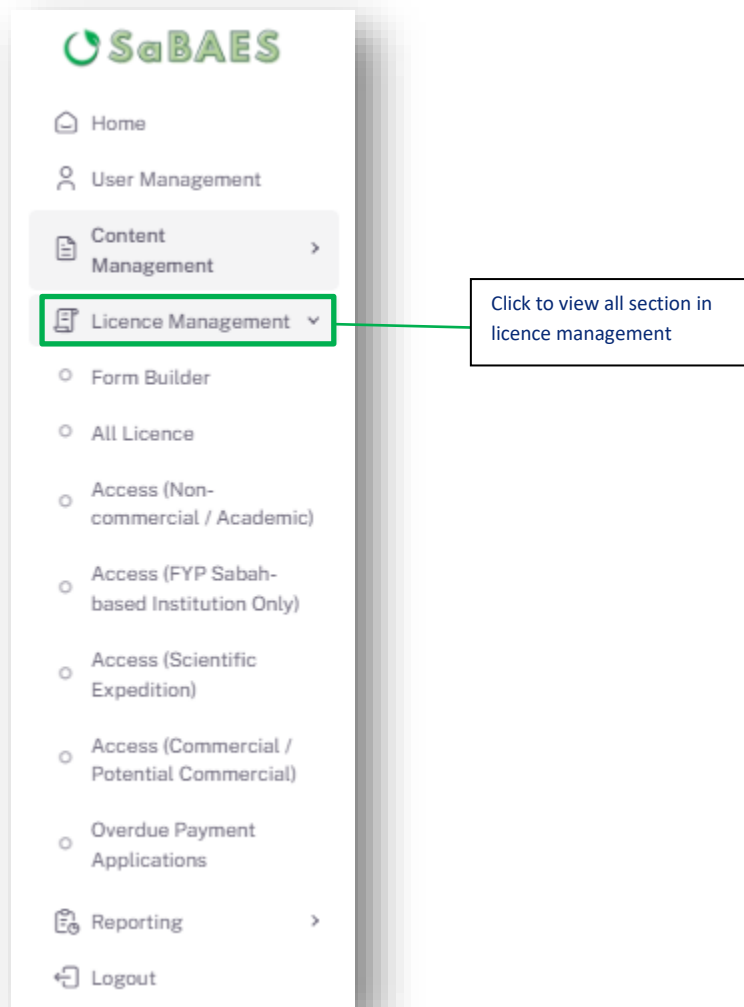 SaBAES
Home
User Management
Content
Management
Licence Management
Click to view all section in
licence management
Form Builder
All Licence
Access (Non-
commercial / Academic)
Access (FYP Sabah-
based Institution Only)
Access (Scientific
Expedition)
Access (Commercial /
Potential Commercial)
Overdue Payment
Applications
Reporting
Logout